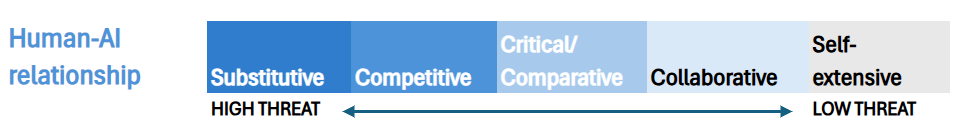 Human-AI
relationship
Substitutive
Competitive
Critical/
Comparative
Collaborative
Self-
extensive
HIGH THREAT
LOW THREAT